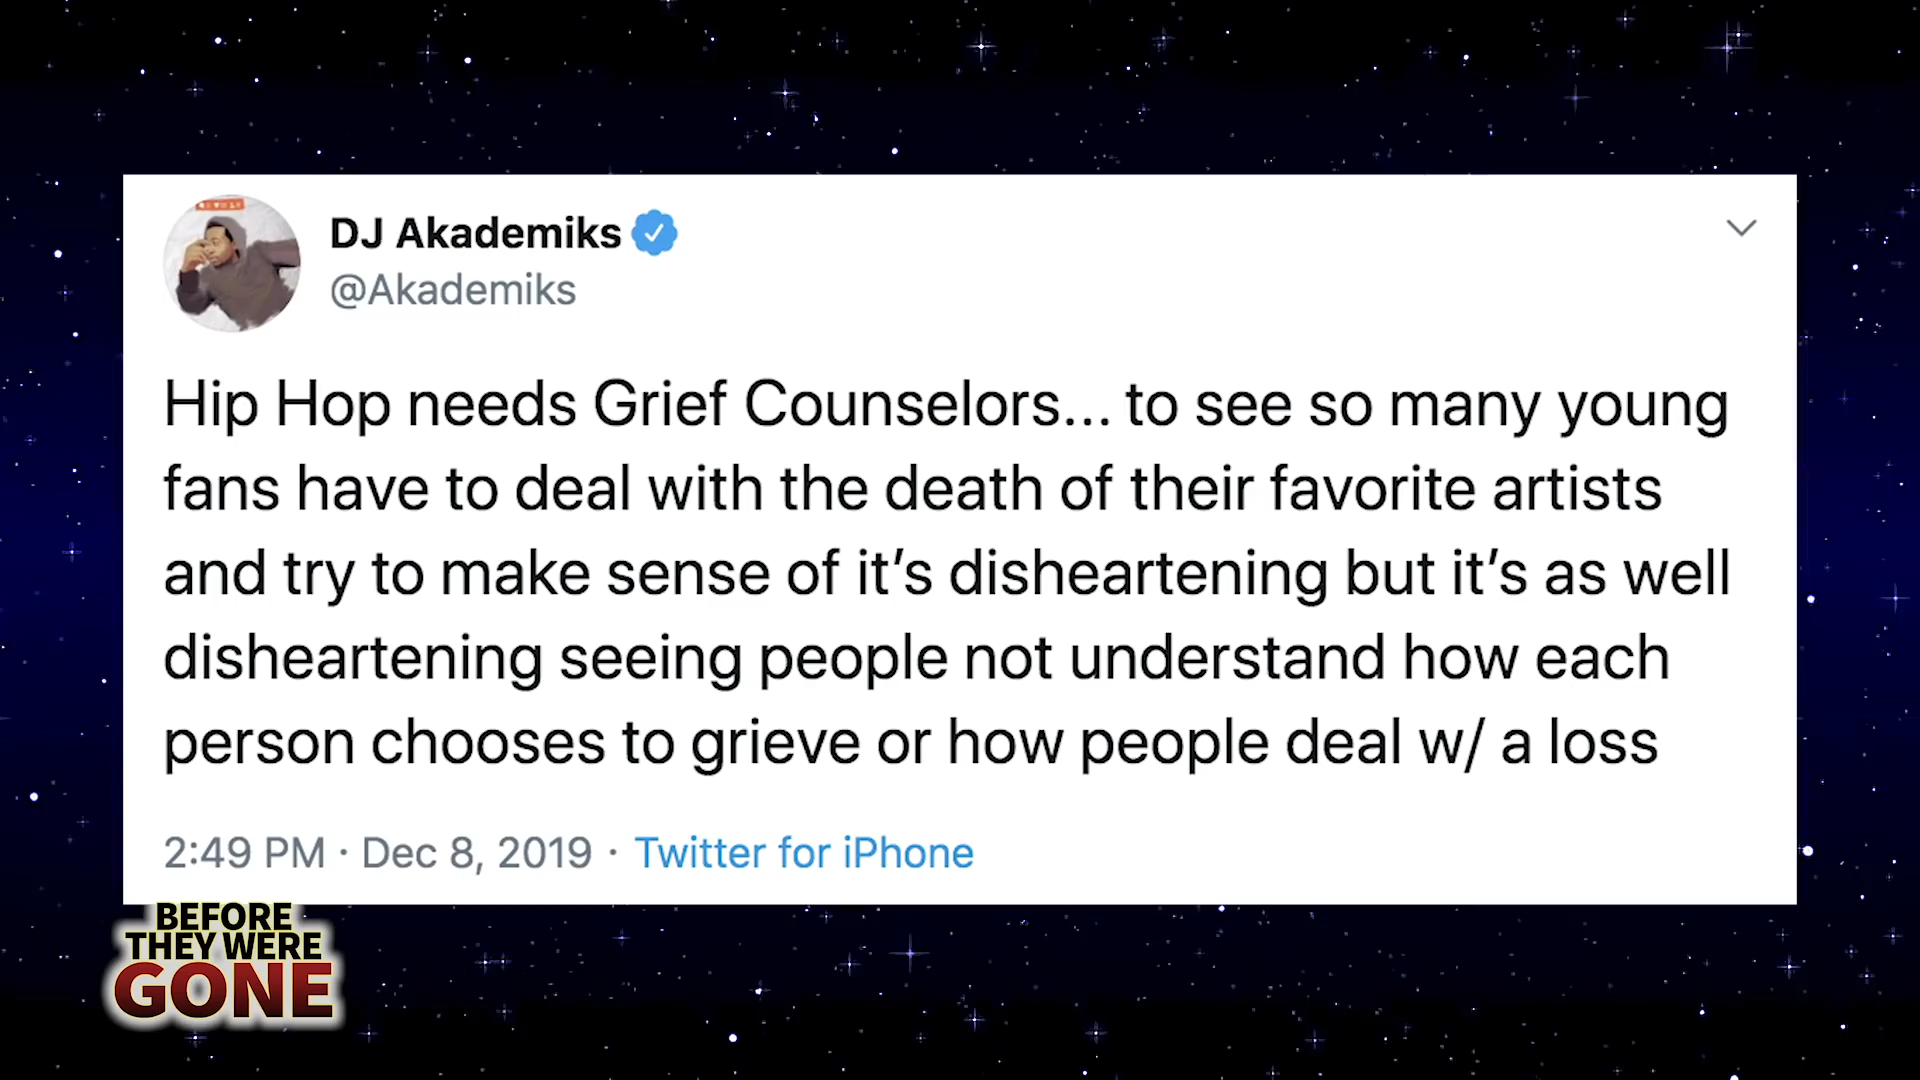 DJ Akademiks
@Akademiks
Hip Hop needs Grief Counselors... to see so many young
fans have to deal with the death of their favorite artists
and try to make sense of it’s disheartening but it’s as well
disheartening seeing people not understand how each
person chooses to grieve or how people deal w/ a loss
2:49 PM · Dec 8, 2019 · Twitter for iPhone
BEFORE
THEY WERE
GONE